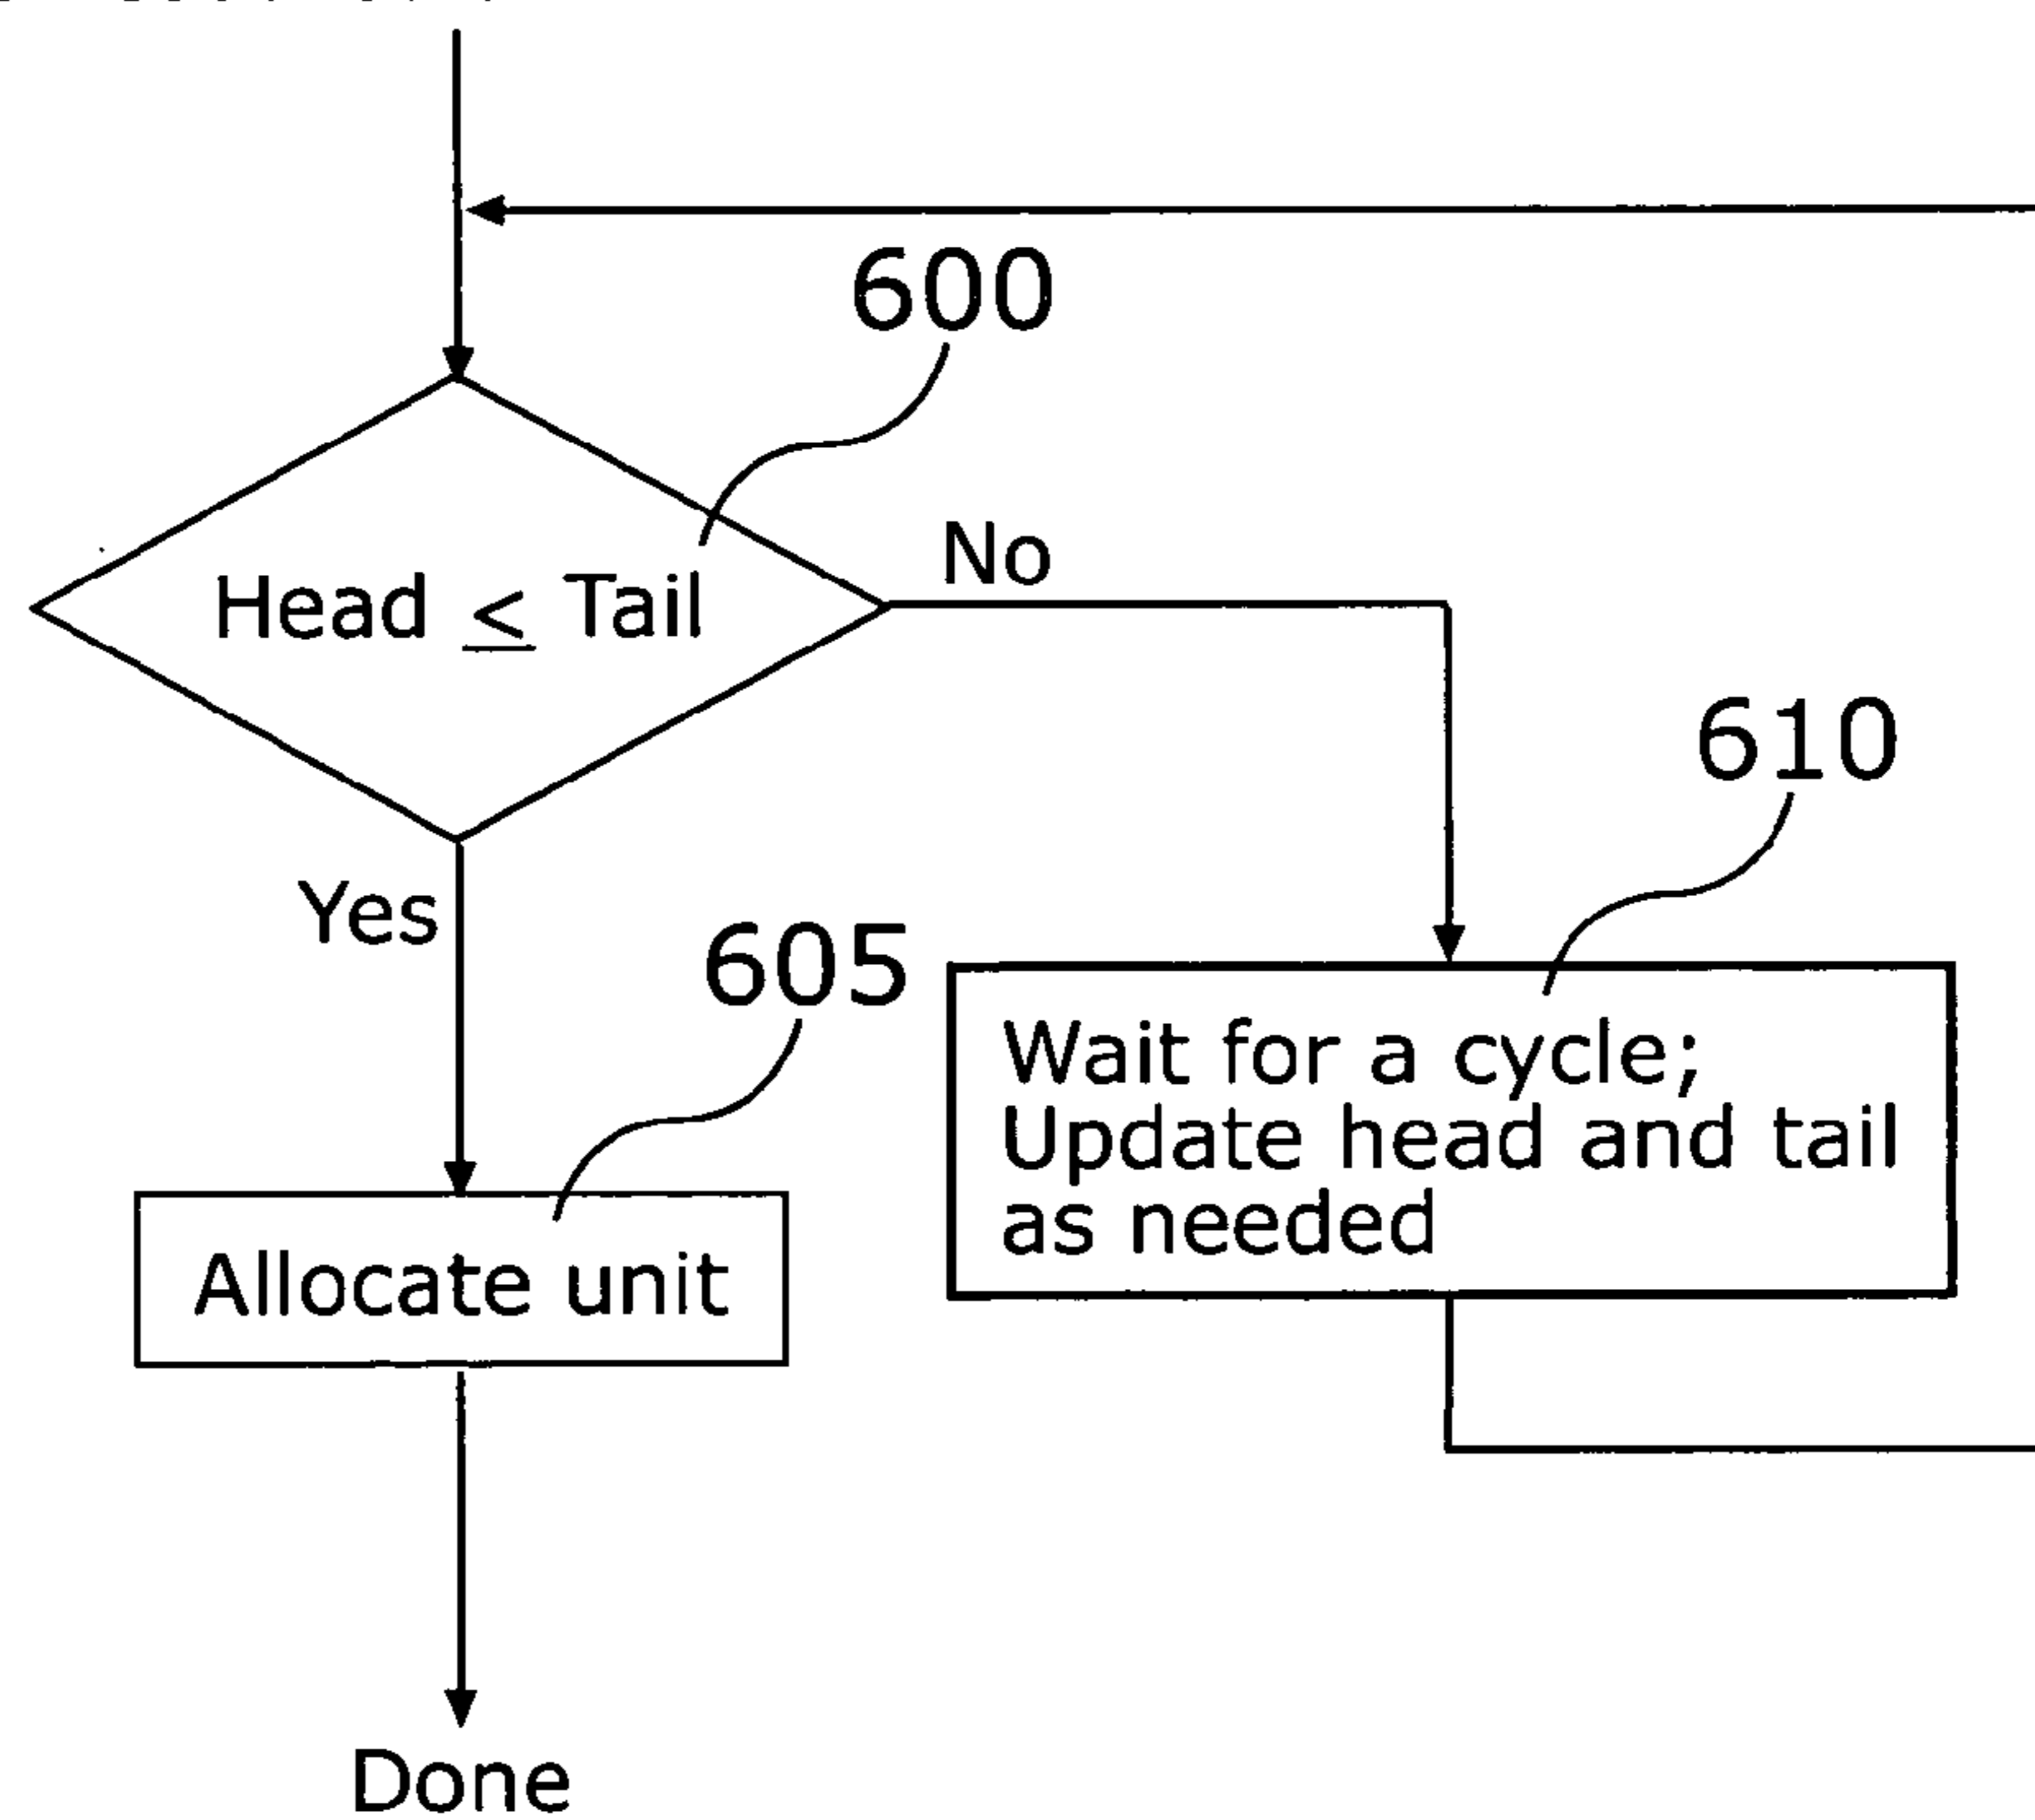 600
Head ≤ Tail
No
610
Yes
605
Wait for a cycle;
Update head and tail
as needed
Allocate unit
Done